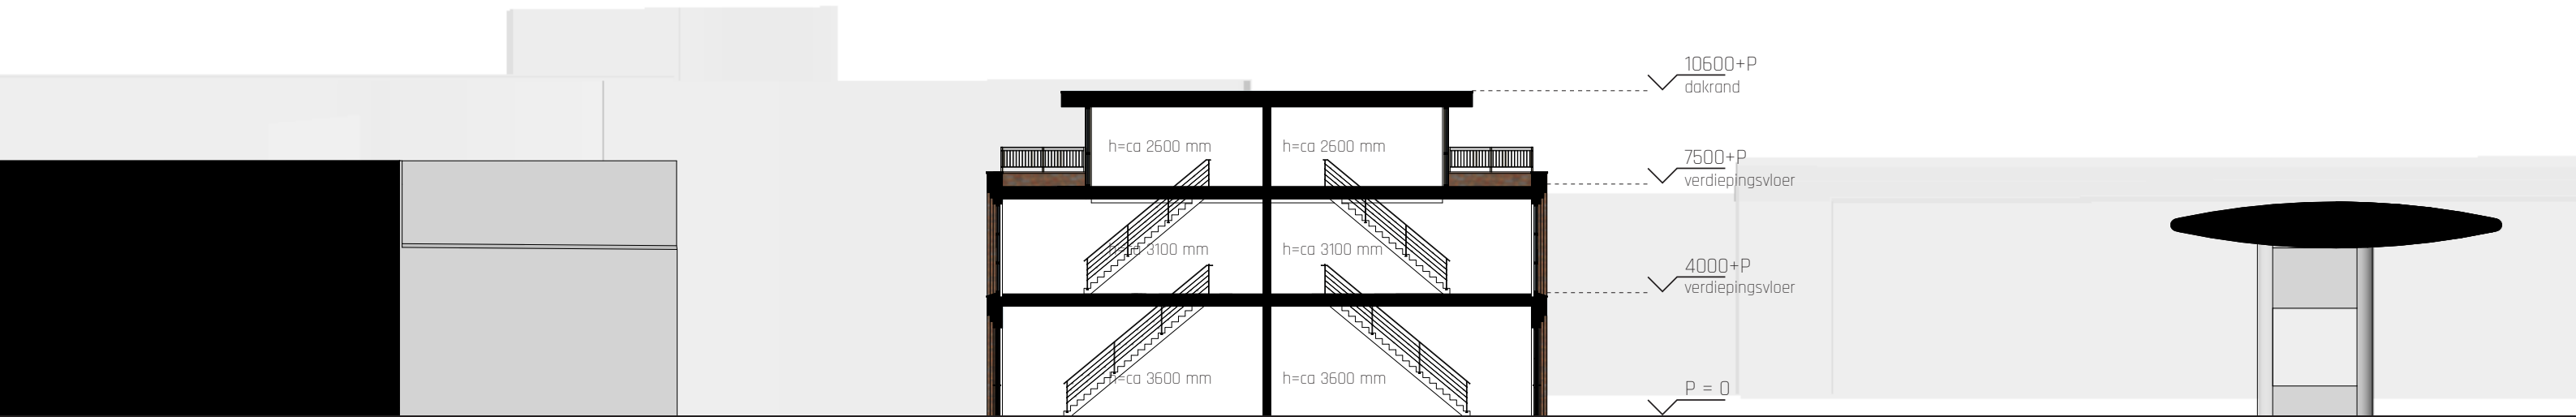 10600+P
dakrand
h=ca 2600 mm
h=ca 2600 mm
7500+P
verdiepingsvloer
h=ca 3100 mm
h=ca 3100 mm
4000+P
verdiepingsvloer
h=ca 3600 mm
h=ca 3600 mm
P = 0